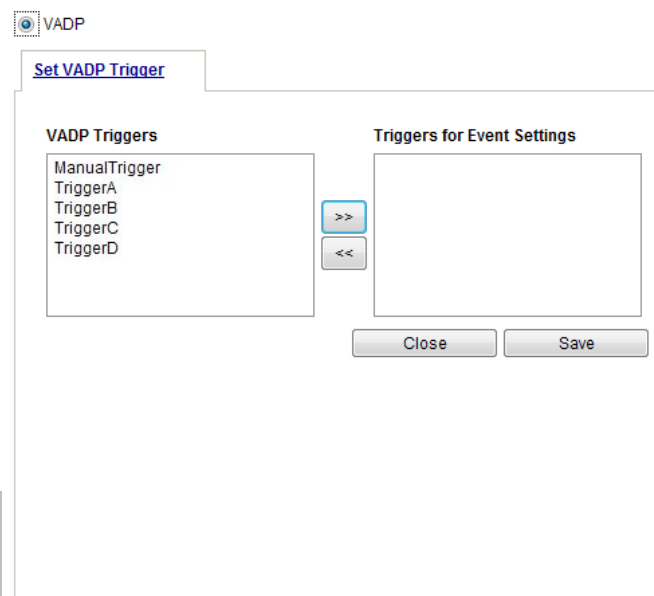 VADP
Set VADP Trigger
VADP Triggers
Triggers for Event Settings
ManualTrigger
TriggerA
TriggerB
TriggerC
TriggerD
>>
<<
Close
Save